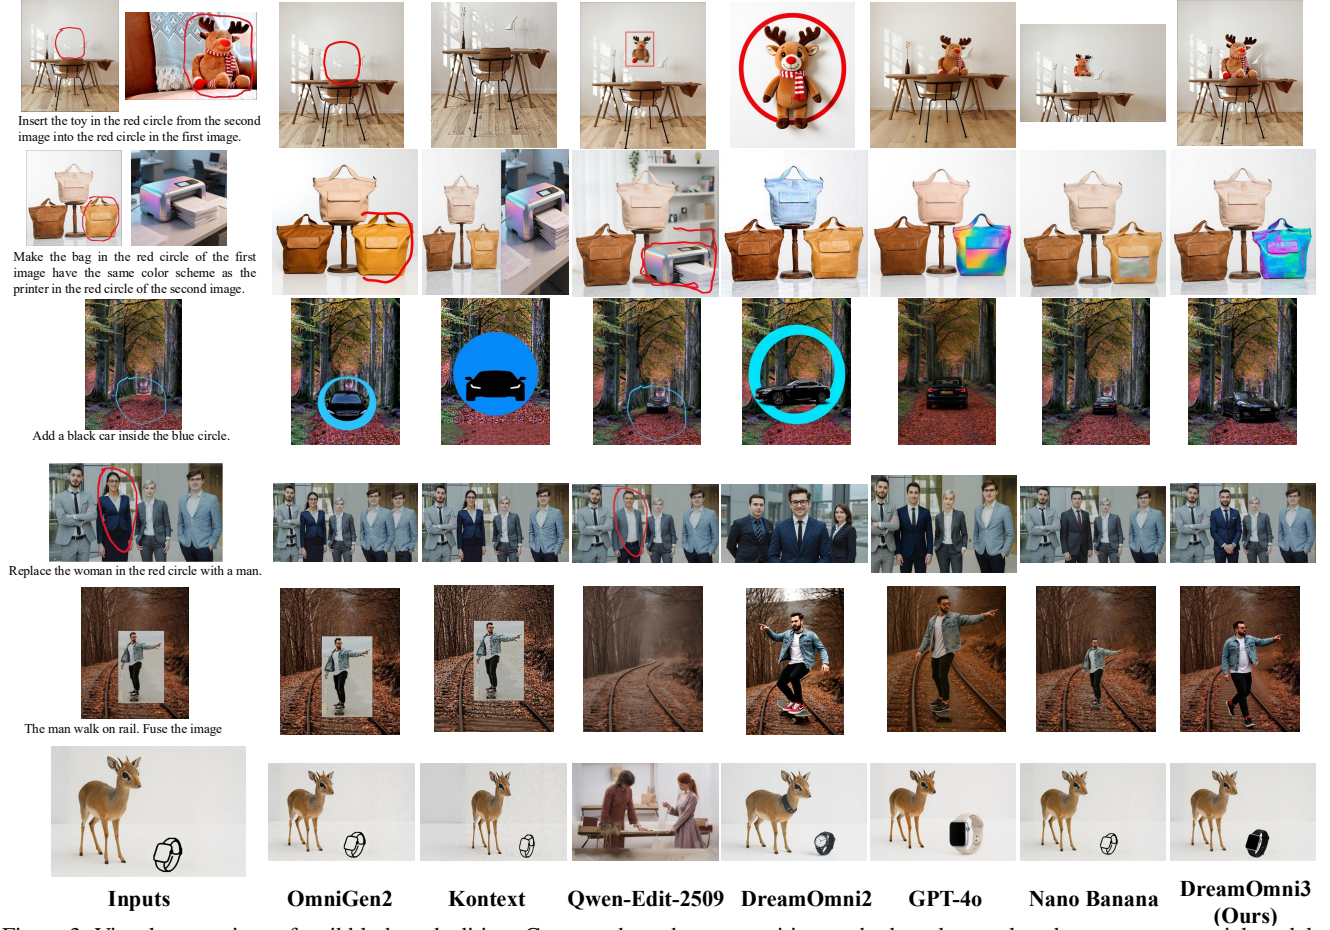 Insert the toy in the red circle from the second
image into the red circle in the first image.
Make the bag in the red circle of the first
image have the same color scheme as the
printer in the red circle of the second image.
Add a black car inside the blue circle.
Replace the woman in the red circle with a man.
The man walk on rail. Fuse the image
Inputs
OmniGen2
Kontext
Qwen-Edit-2509
DreamOmni2
GPT-4o
Nano Banana
DreamOmni3
(Ours)